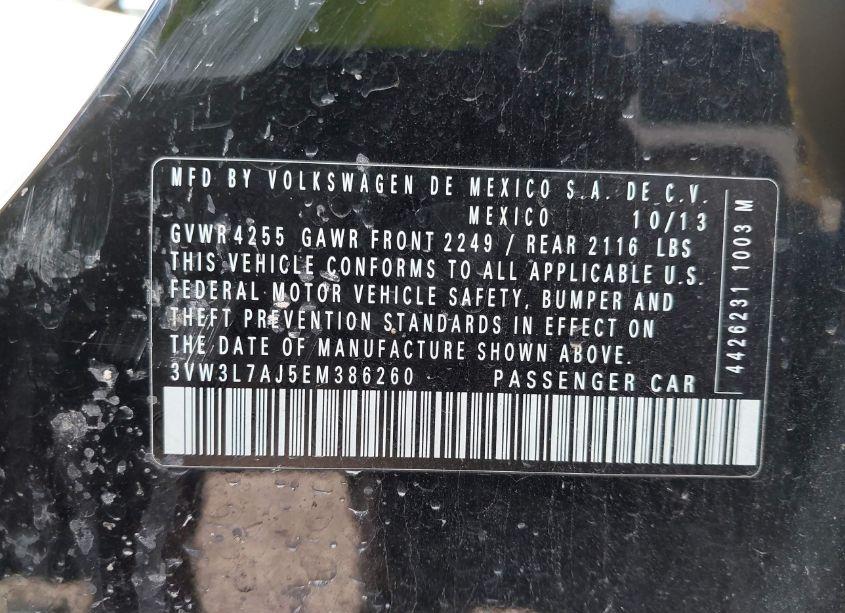 MFD BY VOLKSWAGEN DE MEXICO S.A. DE C.V.
MEXICO 10/13
GVWR 4255 GAWR FRONT 2249 / REAR 2116 LBS
THIS VEHICLE CONFORMS TO ALL APPLICABLE U.S.
FEDERAL MOTOR VEHICLE SAFETY, BUMPER AND
THEFT PREVENTION STANDARDS IN EFFECT ON
THE DATE OF MANUFACTURE SHOWN ABOVE.
3VW3L7AJ5EM386260 PASSENGER CAR
4426231 1003 M